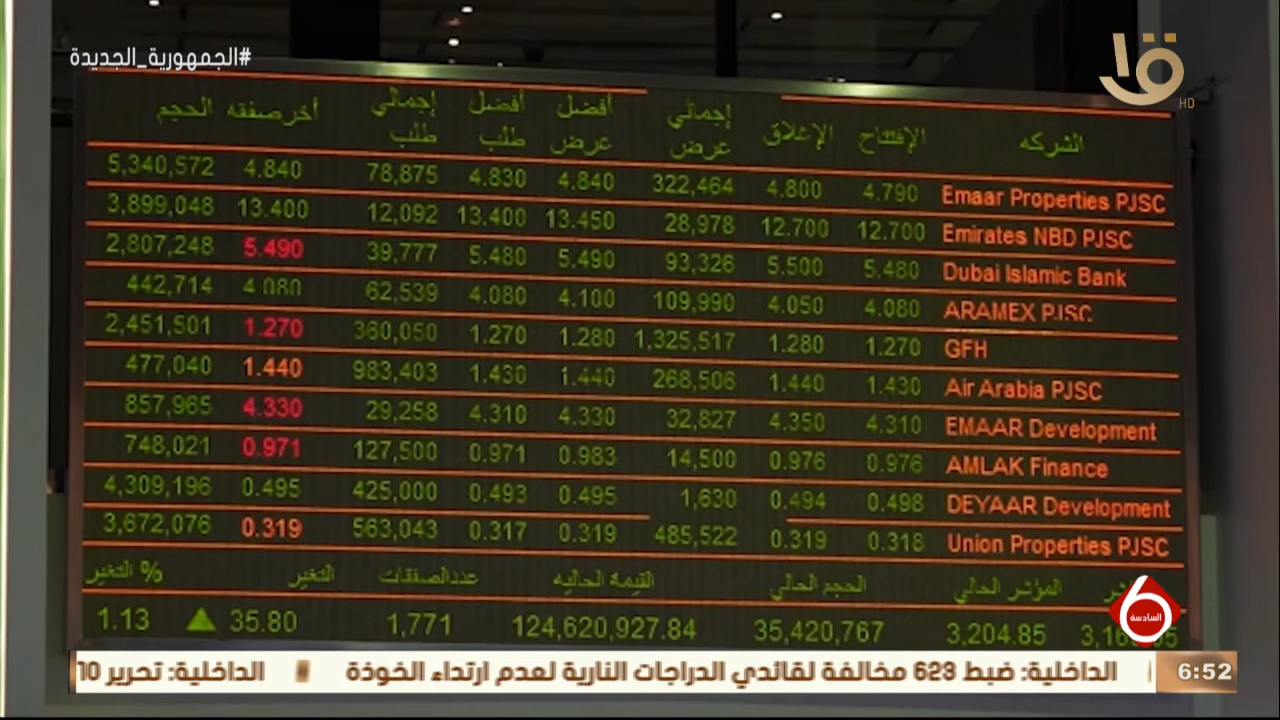 #الجمهورية_الجديدة
HD
الشركه الإفتتاح الإغلاق إجمالي عرض أفضل عرض أفضل طلب إجمالي طلب أخر صفقه الحجم
Emaar Properties PJSC 4.790 4.800 322,464 4.840 4.830 78,875 4.840 5,340,572
Emirates NBD PJSC 12.700 12.700 28,978 13.450 13.400 12,092 13.400 3,899,048
Dubai Islamic Bank 5.480 5.500 93,326 5.490 5.480 39,777 5.490 2,807,248
ARAMEX PJSC 4.080 4.050 109,990 4.100 4.080 62,539 4.080 442,714
GFH 1.270 1.280 1,325,517 1.280 1.270 360,050 1.270 2,451,501
Air Arabia PJSC 1.430 1.440 268,506 1.440 1.430 983,403 1.440 477,040
EMAAR Development 4.310 4.350 32,827 4.330 4.310 29,258 4.330 857,965
AMLAK Finance 0.976 0.976 14,500 0.983 0.971 127,500 0.971 748,021
DEYAAR Development 0.498 0.494 1,630 0.495 0.493 425,000 0.495 4,309,196
Union Properties PJSC 0.318 0.319 485,522 0.319 0.317 563,043 0.319 3,672,076
المؤشر الحالي الحجم الحالي القيمه الحاليه عددالصفقات التغير % التغير
3,204.85 35,420,767 124,620,927.84 1,771 35.80 1.13
السادسة
6:52
الداخلية: ضبط 623 مخالفة لقائدي الدراجات النارية لعدم ارتداء الخوذة الداخلية: تحرير